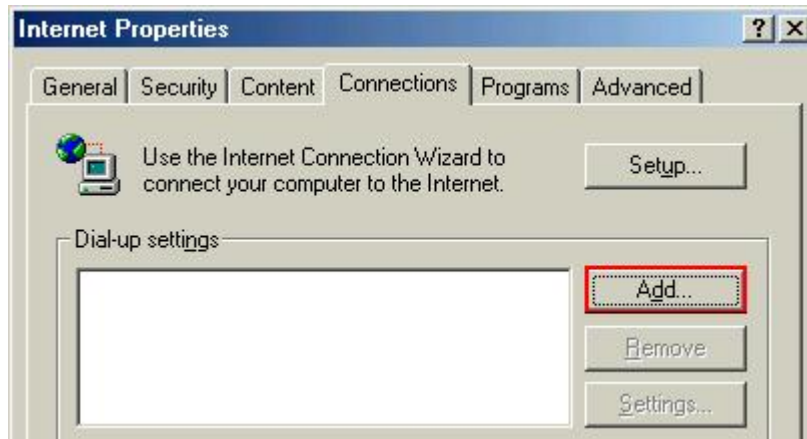 Internet Properties
General Security Content Connections Programs Advanced
Use the Internet Connection Wizard to
connect your computer to the Internet.
Setup...
Dial-up settings
Add...
Remove
Settings...